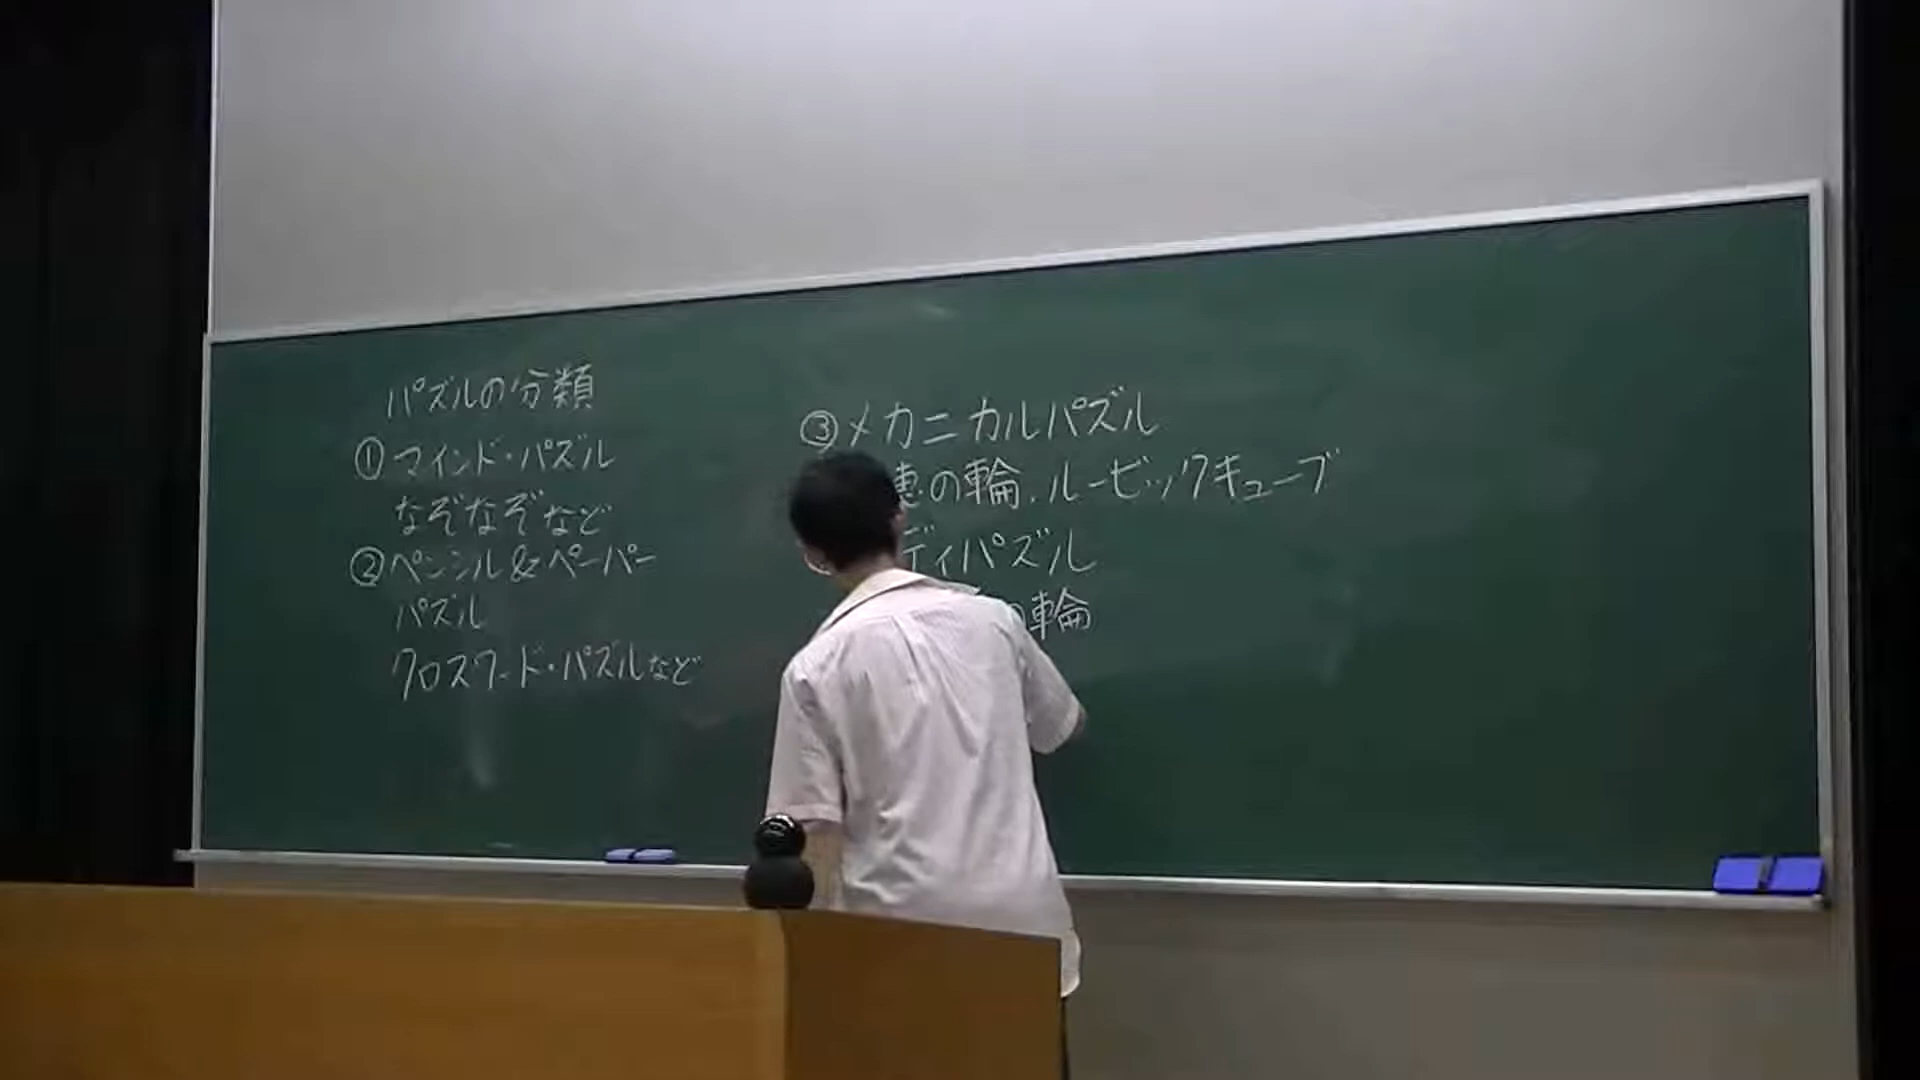 パズルの分類
①マインド・パズル
なぞなぞなど
②ペンシル&ペーパー
パズル
クロスワード・パズルなど
③メカニカルパズル
恵の輪、ルービックキューブ
ディパズル
の輪